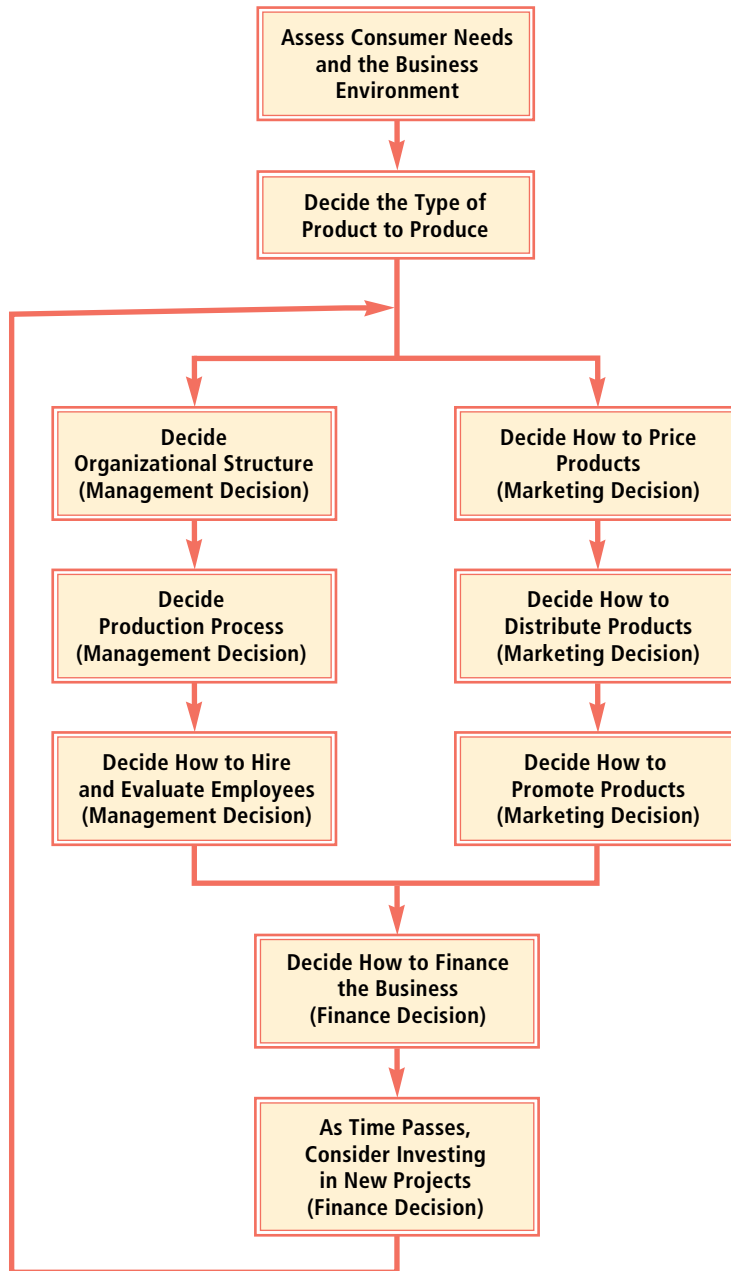 Assess Consumer Needs
and the Business
Environment
Decide the Type of
Product to Produce
Decide
Organizational Structure
(Management Decision)
Decide
Production Process
(Management Decision)
Decide How to Hire
and Evaluate Employees
(Management Decision)
Decide How to Price
Products
(Marketing Decision)
Decide How to
Distribute Products
(Marketing Decision)
Decide How to
Promote Products
(Marketing Decision)
Decide How to Finance
the Business
(Finance Decision)
As Time Passes,
Consider Investing
in New Projects
(Finance Decision)